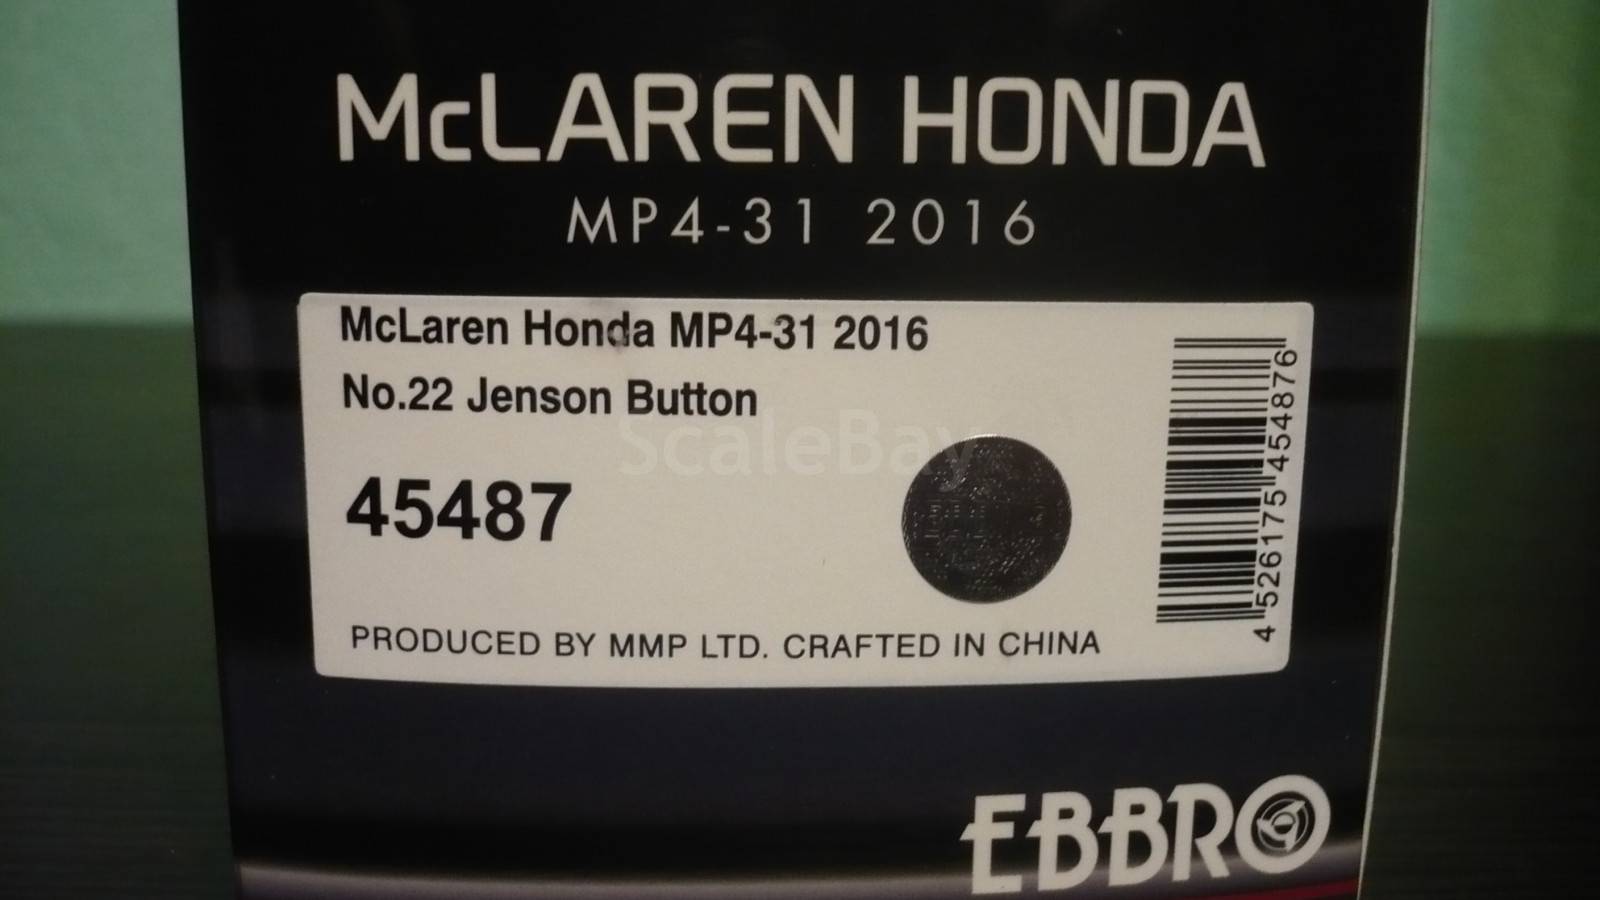 McLAREN HONDA
MP4-31 2016
McLaren Honda MP4-31 2016
No.22 Jenson Button
ScaleBay
45487
4 526175 454876
PRODUCED BY MMP LTD. CRAFTED IN CHINA
EBBRO